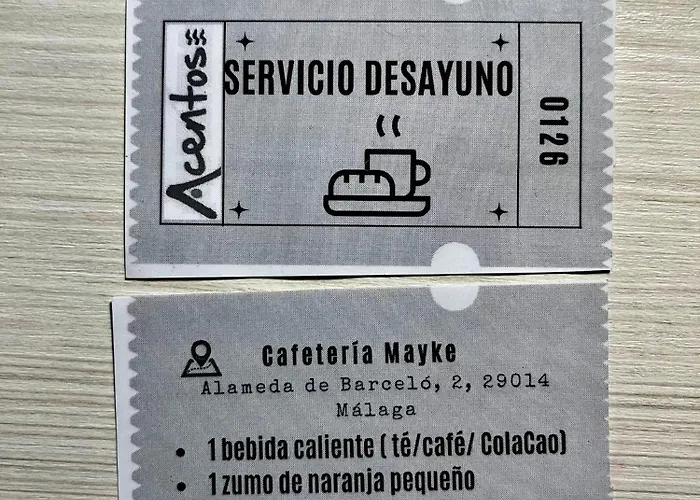 Acentos
SERVICIO DESAYUNO
0126
Cafetería Mayke
Alameda de Barceló, 2, 29014
Málaga
• 1 bebida caliente ( té/café/ ColaCao)
• 1 zumo de naranja pequeño